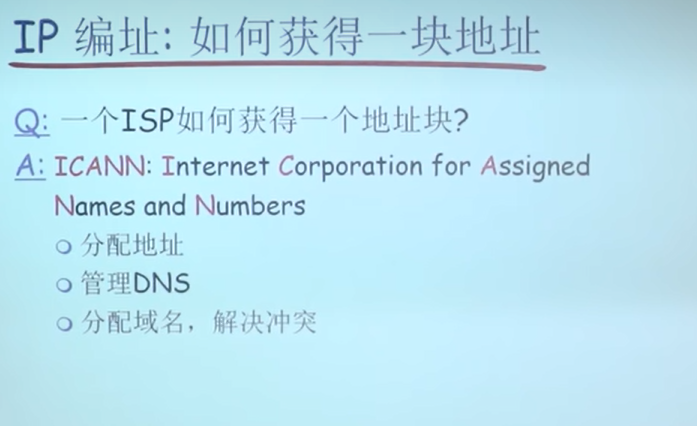 IP 编址: 如何获得一块地址
Q: 一个ISP如何获得一个地址块?
A: ICANN: Internet Corporation for Assigned
Names and Numbers
分配地址
管理DNS
分配域名，解决冲突